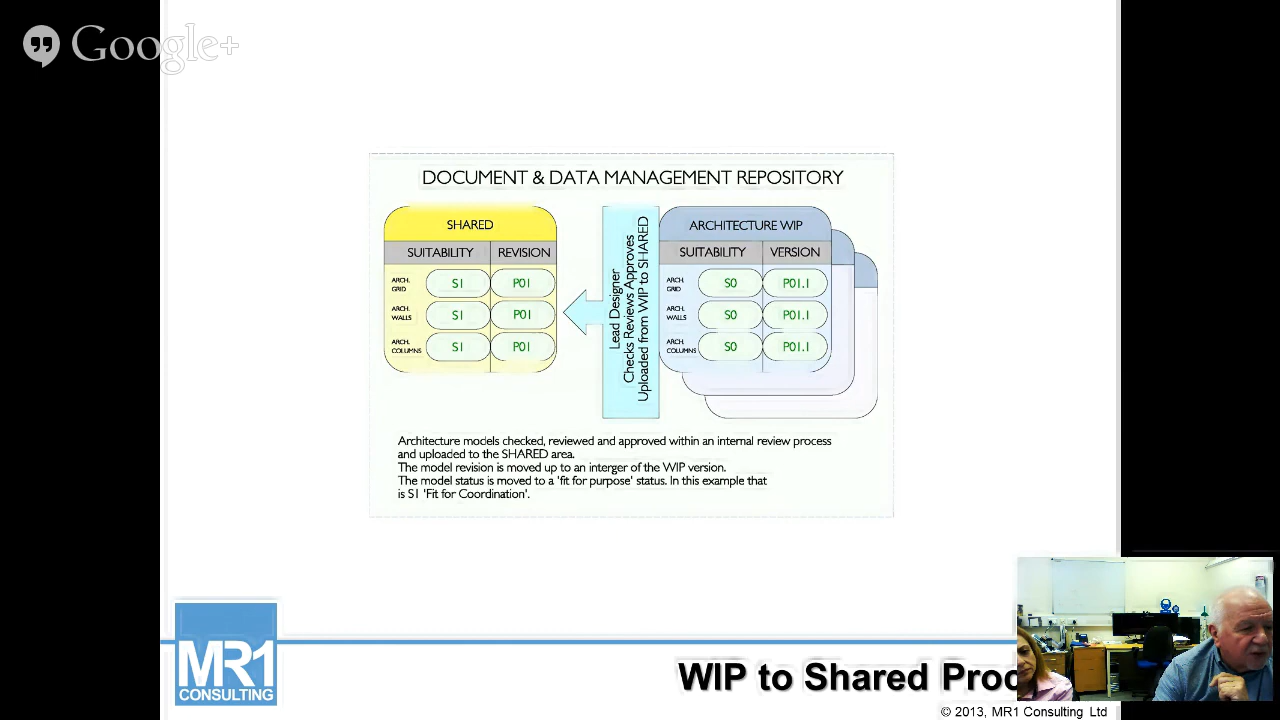 Google+
DOCUMENT & DATA MANAGEMENT REPOSITORY
SHARED
SUITABILITY REVISION
ARCH.
GRID
S1 P01
ARCH.
WALLS
S1 P01
ARCH.
COLUMNS
S1 P01
Lead Designer
Checks Reviews Approves
Uploaded from WIP to SHARED
ARCHITECTURE WIP
SUITABILITY VERSION
ARCH.
GRID
S0 P01.1
ARCH.
WALLS
S0 P01.1
ARCH.
COLUMNS
S0 P01.1
Architecture models checked, reviewed and approved within an internal review process
and uploaded to the SHARED area.
The model revision is moved up to an interger of the WIP version.
The model status is moved to a 'fit for purpose' status. In this example that
is S1 'Fit for Coordination'.
MR1
CONSULTING
WIP to Shared Proc
© 2013, MR1 Consulting Ltd